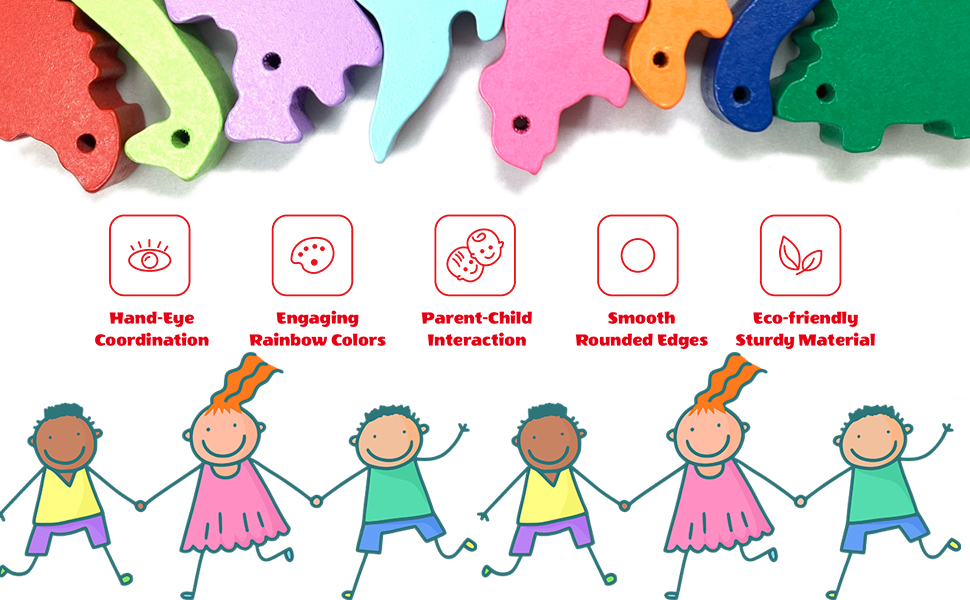 Hand-Eye
Coordination
Engaging
Rainbow Colors
Parent-Child
Interaction
Smooth
Rounded Edges
Eco-friendly
Sturdy Material